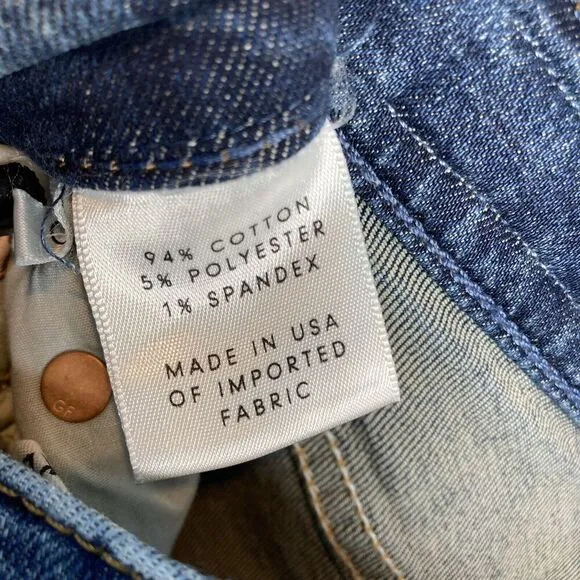 94% COTTON
5% POLYESTER
1% SPANDEX
MADE IN USA
OF IMPORTED
FABRIC